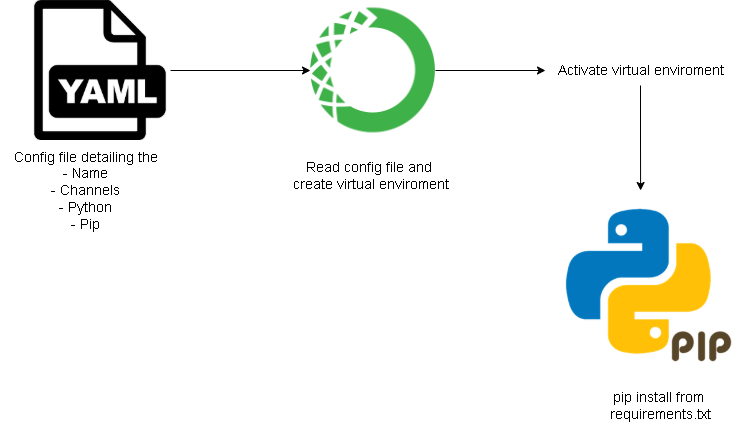 YAML
Config file detailing the
- Name
- Channels
- Python
- Pip
Read config file and
create virtual enviroment
Activate virtual enviroment
PIP
pip install from
requirements.txt